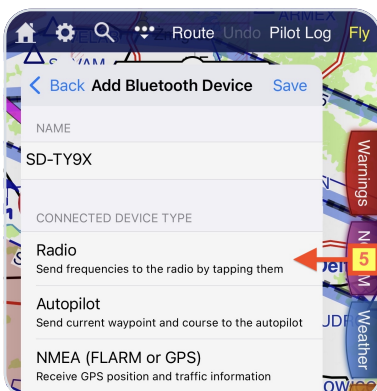 Route Undo Pilot Log Fly
Back Add Bluetooth Device Save
NAME
SD-TY9X
CONNECTED DEVICE TYPE
Radio
Send frequencies to the radio by tapping them
Autopilot
Send current waypoint and course to the autopilot
NMEA (FLARM or GPS)
Receive GPS position and traffic information
Warnings
5
Weather